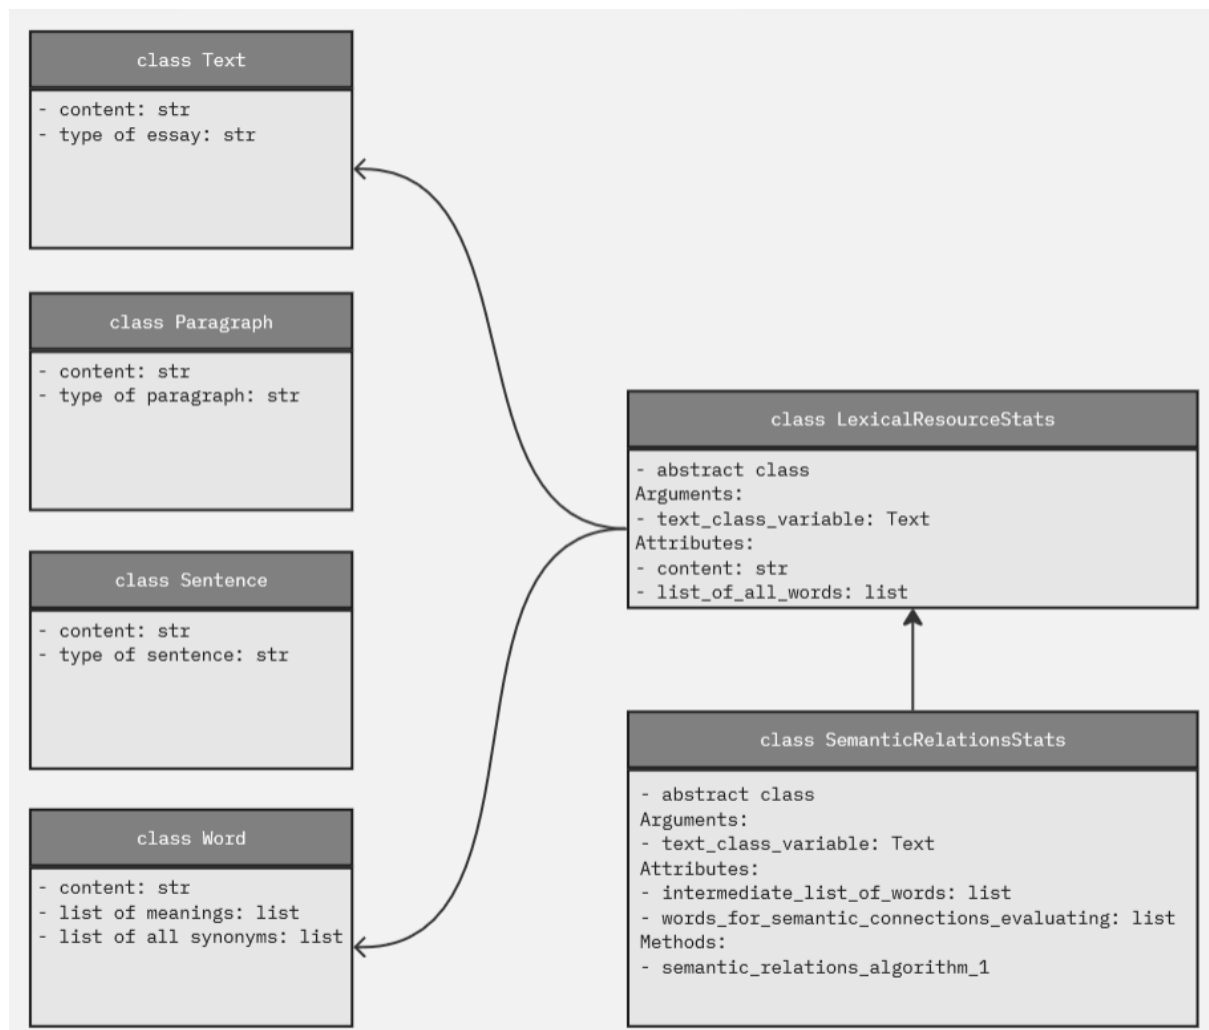 class Text
- content: str
- type of essay: str
class Paragraph
- content: str
- type of paragraph: str
class Sentence
- content: str
- type of sentence: str
class Word
- content: str
- list of meanings: list
- list of all synonyms: list
class LexicalResourceStats
- abstract class
Arguments:
- text_class_variable: Text
Attributes:
- content: str
- list_of_all_words: list
class SemanticRelationsStats
- abstract class
Arguments:
- text_class_variable: Text
Attributes:
- intermediate_list_of_words: list
- words_for_semantic_connections_evaluating: list
Methods:
- semantic_relations_algorithm_1